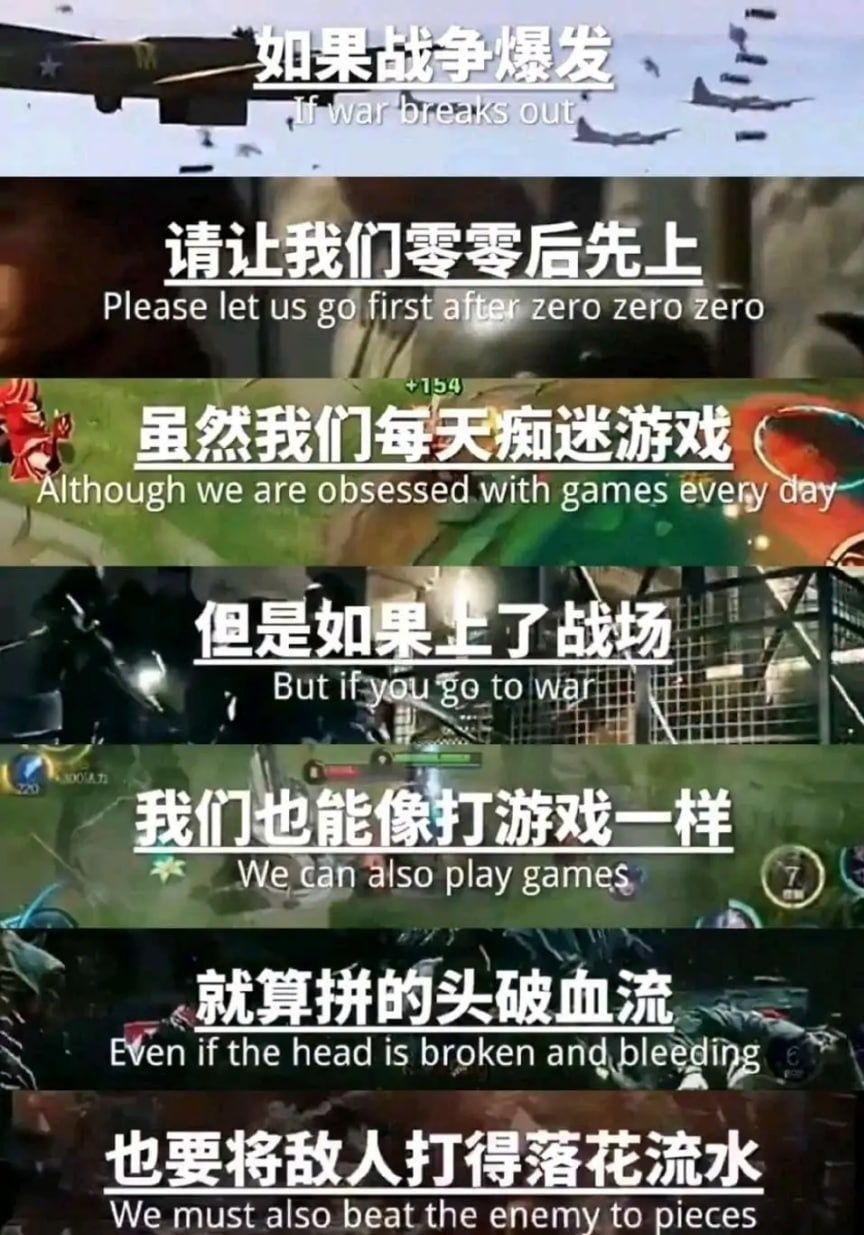 如果战争爆发
If war breaks out
请让我们零零后先上
Please let us go first after zero zero zero
+154
虽然我们每天痴迷游戏
Although we are obsessed with games every day
但是如果上了战场
But if you go to war
220
我们也能像打游戏一样
We can also play games
7
就算拼的头破血流
Even if the head is broken and bleeding
6
也要将敌人打得落花流水
We must also beat the enemy to pieces